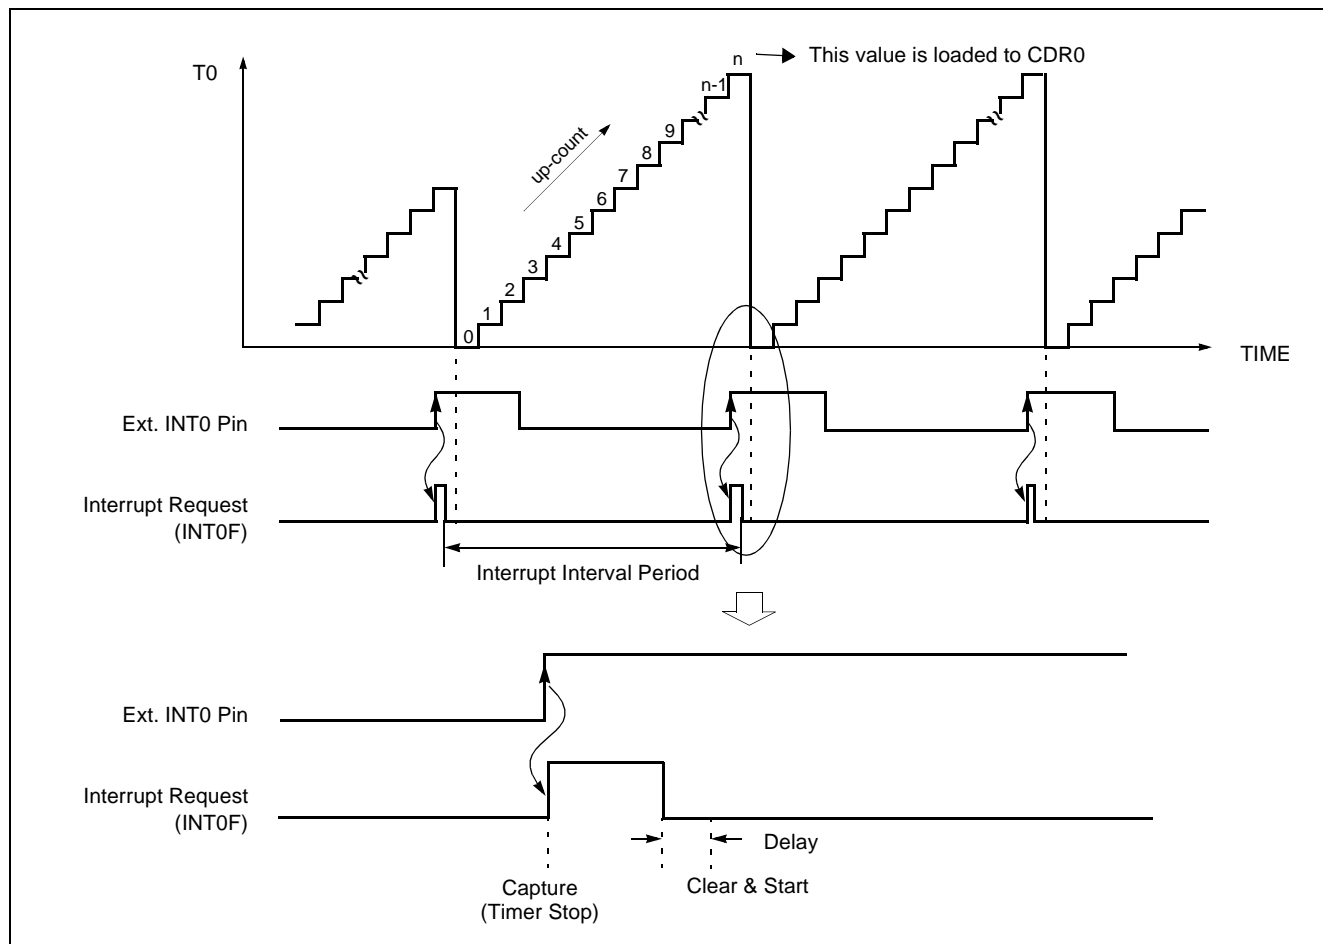 n
This value is loaded to CDR0
T0
n-1
9
8
up-count
7
6
5
4
3
2
1
0
TIME
Ext. INT0 Pin
Interrupt Request
(INT0F)
Interrupt Interval Period
Ext. INT0 Pin
Interrupt Request
(INT0F)
Delay
Capture
(Timer Stop)
Clear & Start